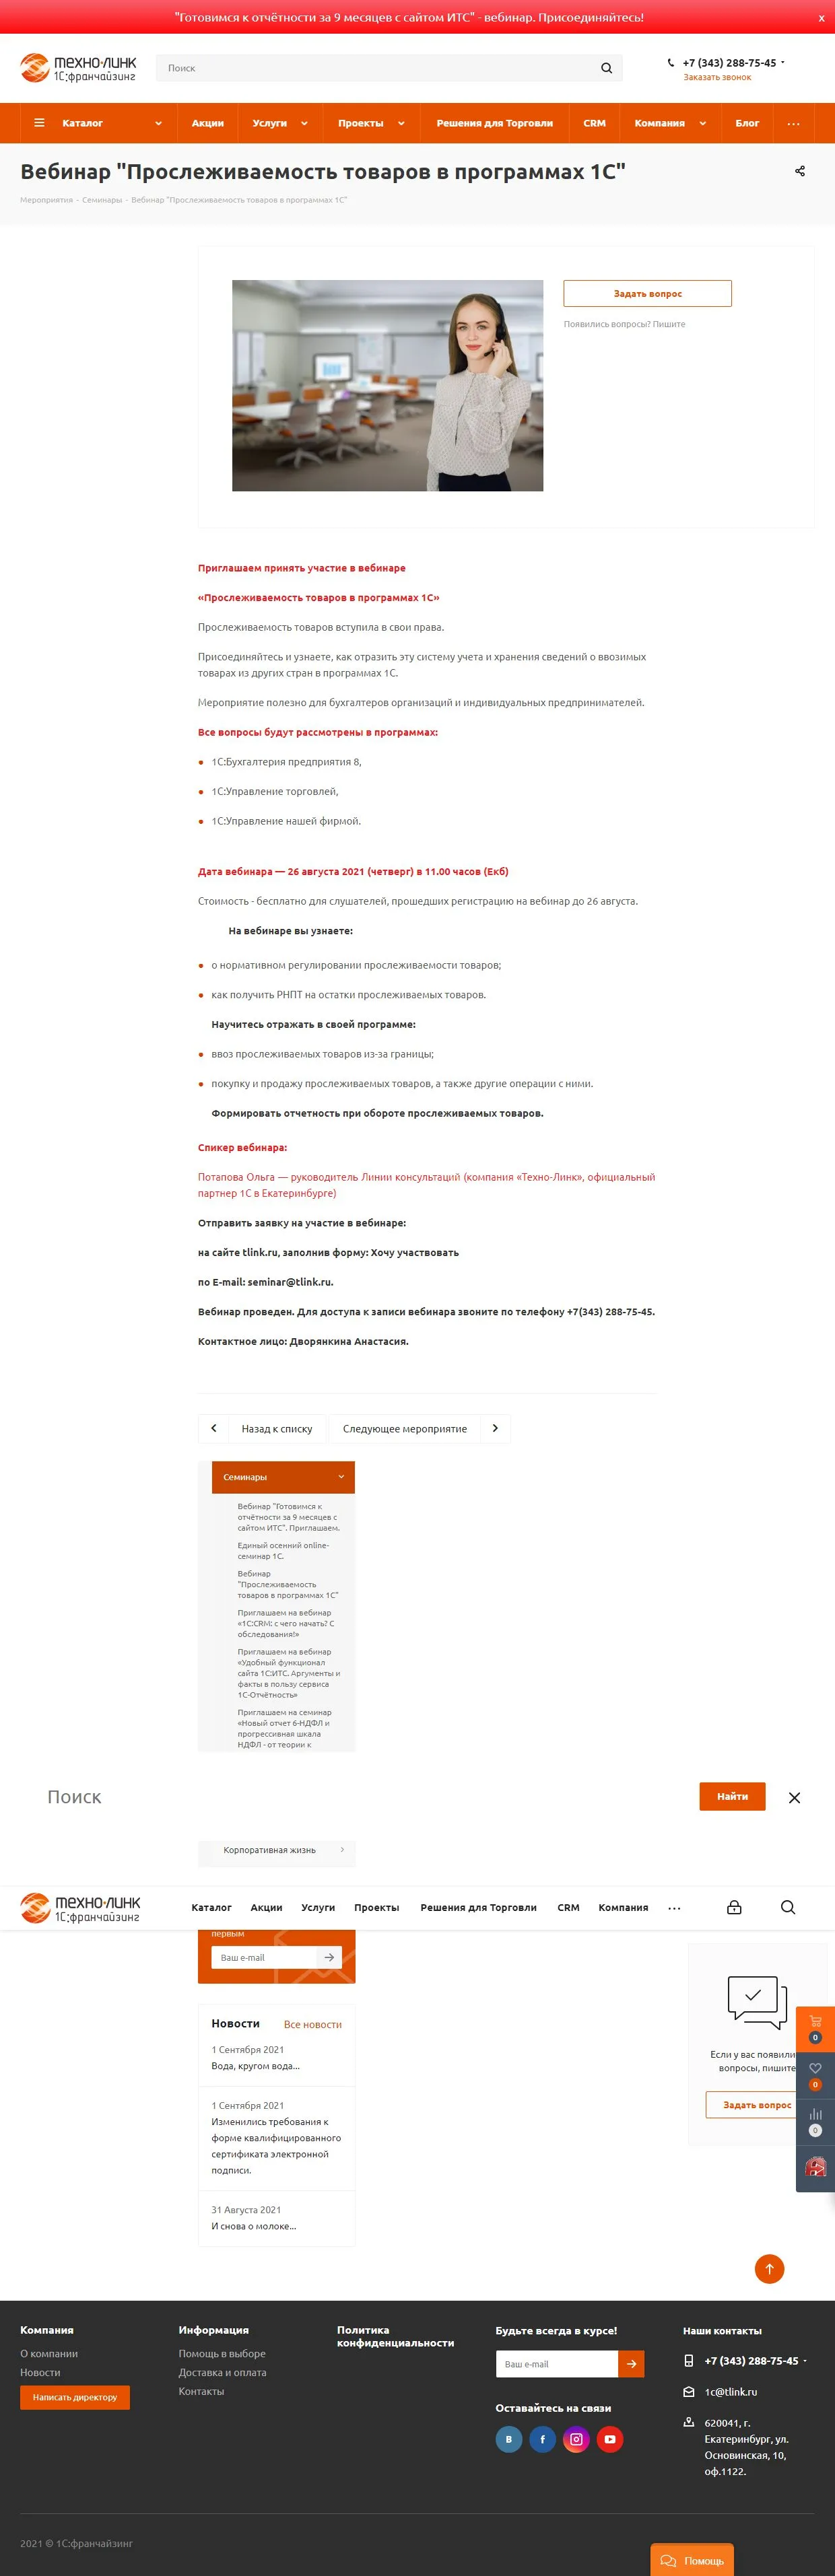 "Готовимся к отчётности за 9 месяцев с сайтом ИТС" - вебинар. Присоединяйтесь!
x
техно•линк
1С:франчайзинг
Поиск
+7 (343) 288-75-45
Заказать звонок
Каталог
Акции
Услуги
Проекты
Решения для Торговли
CRM
Компания
Блог
...
Вебинар "Прослеживаемость товаров в программах 1С"
Мероприятия - Семинары - Вебинар "Прослеживаемость товаров в программах 1С"
Задать вопрос
Появились вопросы? Пишите
Приглашаем принять участие в вебинаре
«Прослеживаемость товаров в программах 1С»
Прослеживаемость товаров вступила в свои права.
Присоединяйтесь и узнаете, как отразить эту систему учета и хранения сведений о ввозимых
товарах из других стран в программах 1С.
Мероприятие полезно для бухгалтеров организаций и индивидуальных предпринимателей.
Все вопросы будут рассмотрены в программах:
1С:Бухгалтерия предприятия 8,
1С:Управление торговлей,
1С:Управление нашей фирмой.
Дата вебинара — 26 августа 2021 (четверг) в 11.00 часов (Екб)
Стоимость - бесплатно для слушателей, прошедших регистрацию на вебинар до 26 августа.
На вебинаре вы узнаете:
о нормативном регулировании прослеживаемости товаров;
как получить РНПТ на остатки прослеживаемых товаров.
Научитесь отражать в своей программе:
ввоз прослеживаемых товаров из-за границы;
покупку и продажу прослеживаемых товаров, а также другие операции с ними.
Формировать отчетность при обороте прослеживаемых товаров.
Спикер вебинара:
Потапова Ольга — руководитель Линии консультаций (компания «Техно-Линк», официальный
партнер 1С в Екатеринбурге)
Отправить заявку на участие в вебинаре:
на сайте tlink.ru, заполнив форму: Хочу участвовать
по E-mail: seminar@tlink.ru.
Вебинар проведен. Для доступа к записи вебинара звоните по телефону +7(343) 288-75-45.
Контактное лицо: Дворянкина Анастасия.
Назад к списку
Следующее мероприятие
Семинары
Вебинар "Готовимся к
отчётности за 9 месяцев с
сайтом ИТС". Приглашаем.
Единый осенний online-
семинар 1С.
Вебинар
"Прослеживаемость
товаров в программах 1С"
Приглашаем на вебинар
«1С:CRM: с чего начать? С
обследования!»
Приглашаем на вебинар
«Удобный функционал
сайта 1С:ИТС. Аргументы и
факты в пользу сервиса
1С-Отчётность»
Приглашаем на семинар
«Новый отчет 6-НДФЛ и
прогрессивная шкала
НДФЛ - от теории к
Поиск
Найти
Корпоративная жизнь
техно•линк
1С:франчайзинг
Каталог
Акции
Услуги
Проекты
Решения для Торговли
CRM
Компания
...
первым
Ваш e-mail
Новости
Все новости
1 Сентября 2021
Вода, кругом вода...
1 Сентября 2021
Изменились требования к
форме квалифицированного
сертификата электронной
подписи.
31 Августа 2021
И снова о молоке...
Если у вас появили
вопросы, пишите
Задать вопрос
0
0
0
Компания
О компании
Новости
Написать директору
Информация
Помощь в выборе
Доставка и оплата
Контакты
Политика
конфиденциальности
Будьте всегда в курсе!
Ваш e-mail
Оставайтесь на связи
Наши контакты
+7 (343) 288-75-45
1c@tlink.ru
620041, г.
Екатеринбург, ул.
Основинская, 10,
оф.1122.
2021 © 1С:франчайзинг
Помощь